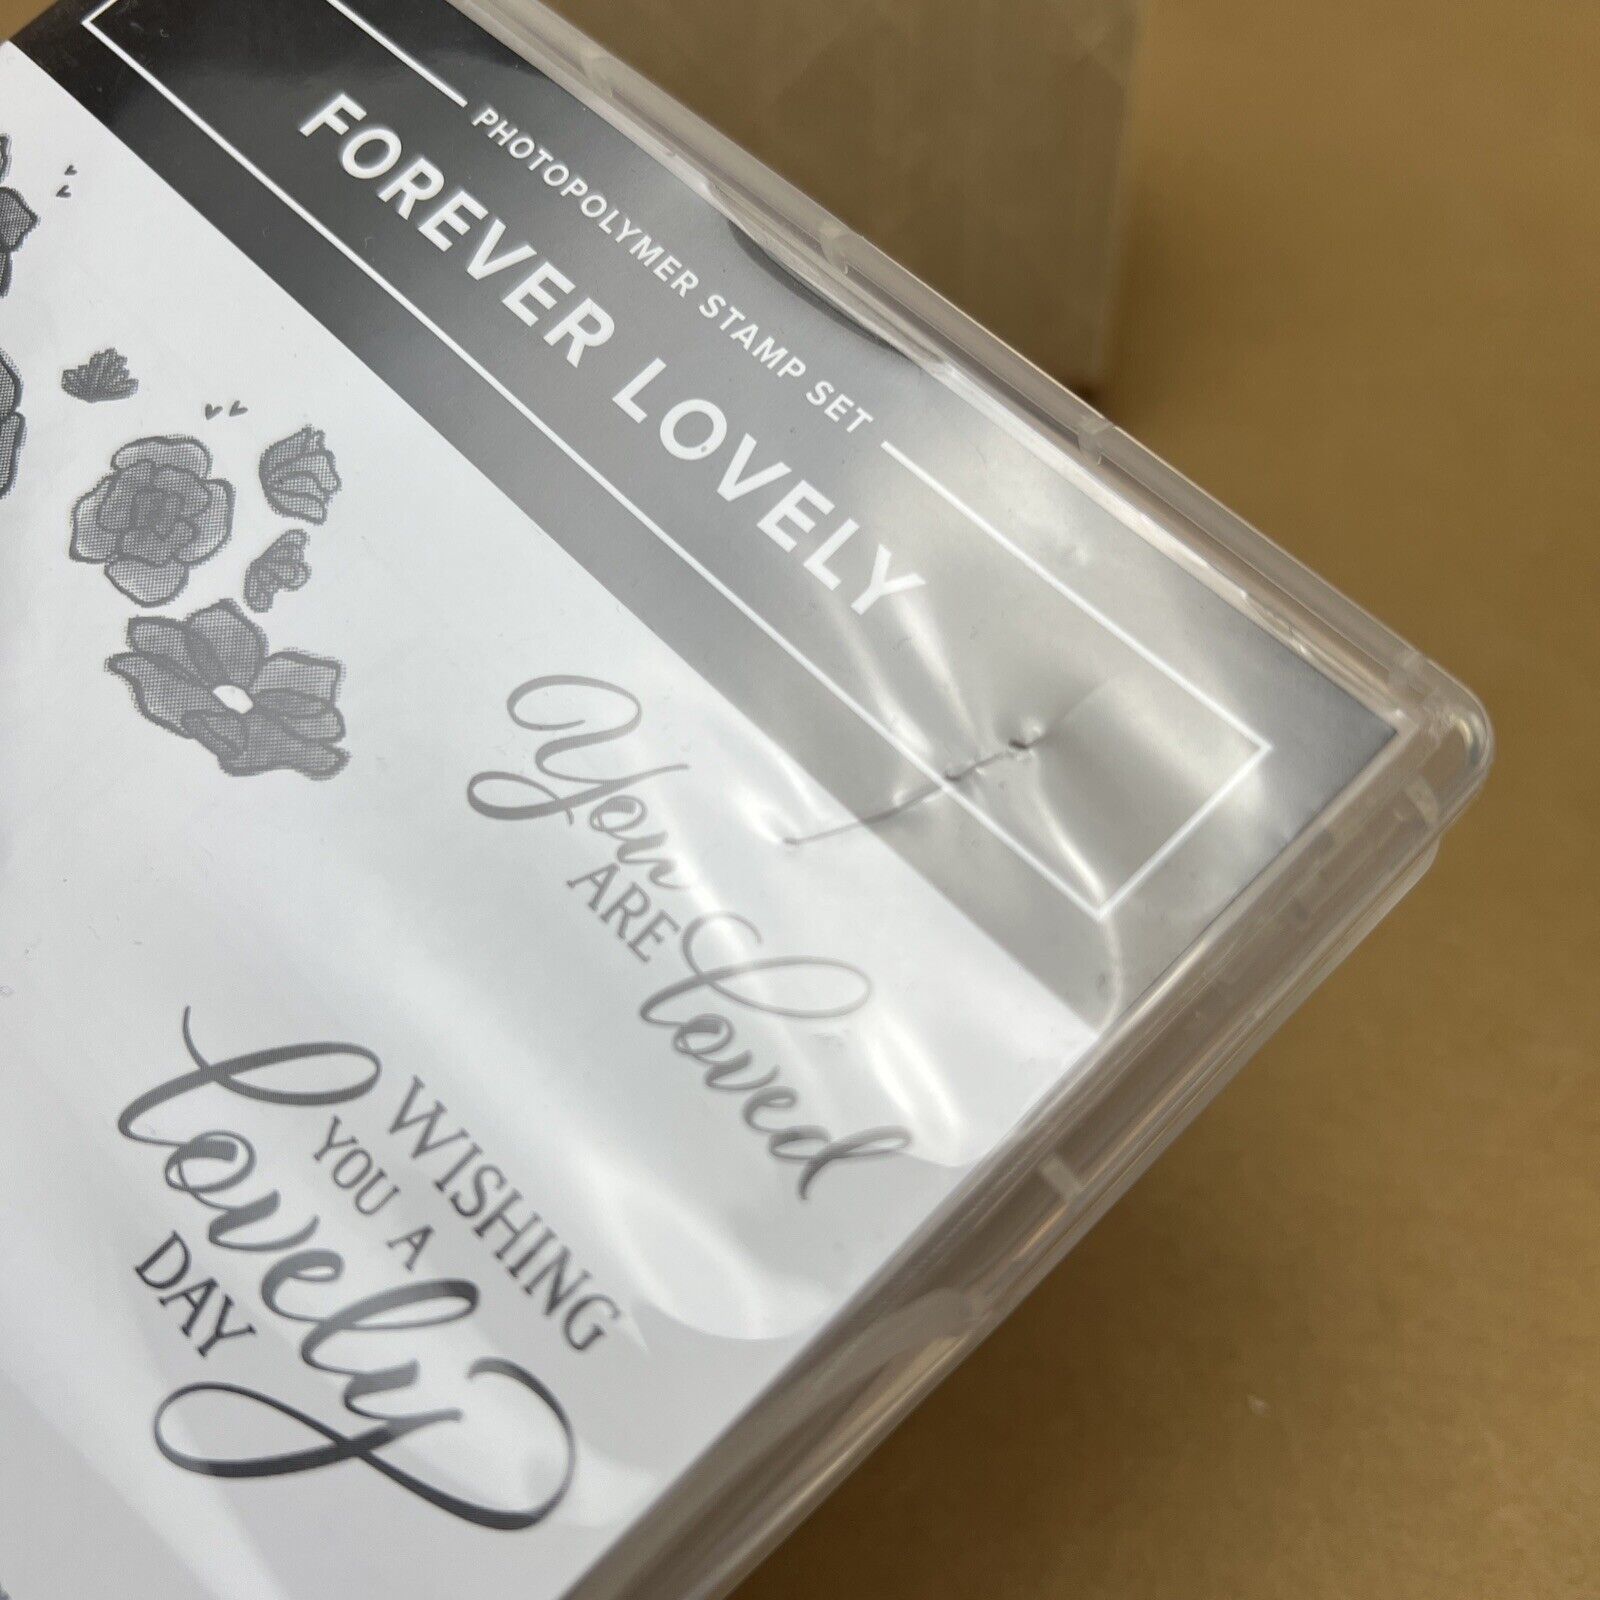 PHOTOPOLYMER STAMP SET
FOREVER LOVELY
You
ARE
loved
WISHING
YOU A
lovely
DAY